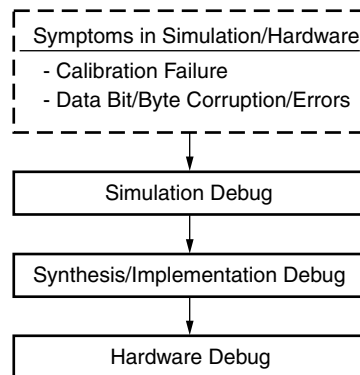 Symptoms in Simulation/Hardware
- Calibration Failure
- Data Bit/Byte Corruption/Errors
Simulation Debug
Synthesis/Implementation Debug
Hardware Debug